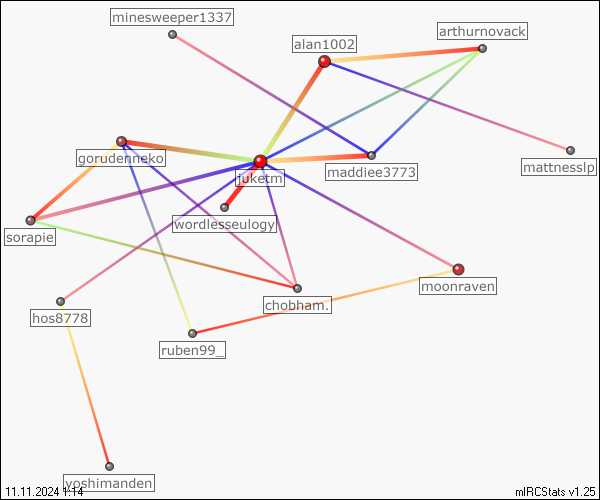 minesweeper1337
arthurnovack
alan1002
gorudenneko
mattnesslp
maddiee3773
juketm
wordlesseulogy
sorapie
moonraven
chobham.
hos8778
ruben99_
yoshimanden
11.11.2024 1:14
mIRCStats v1.25